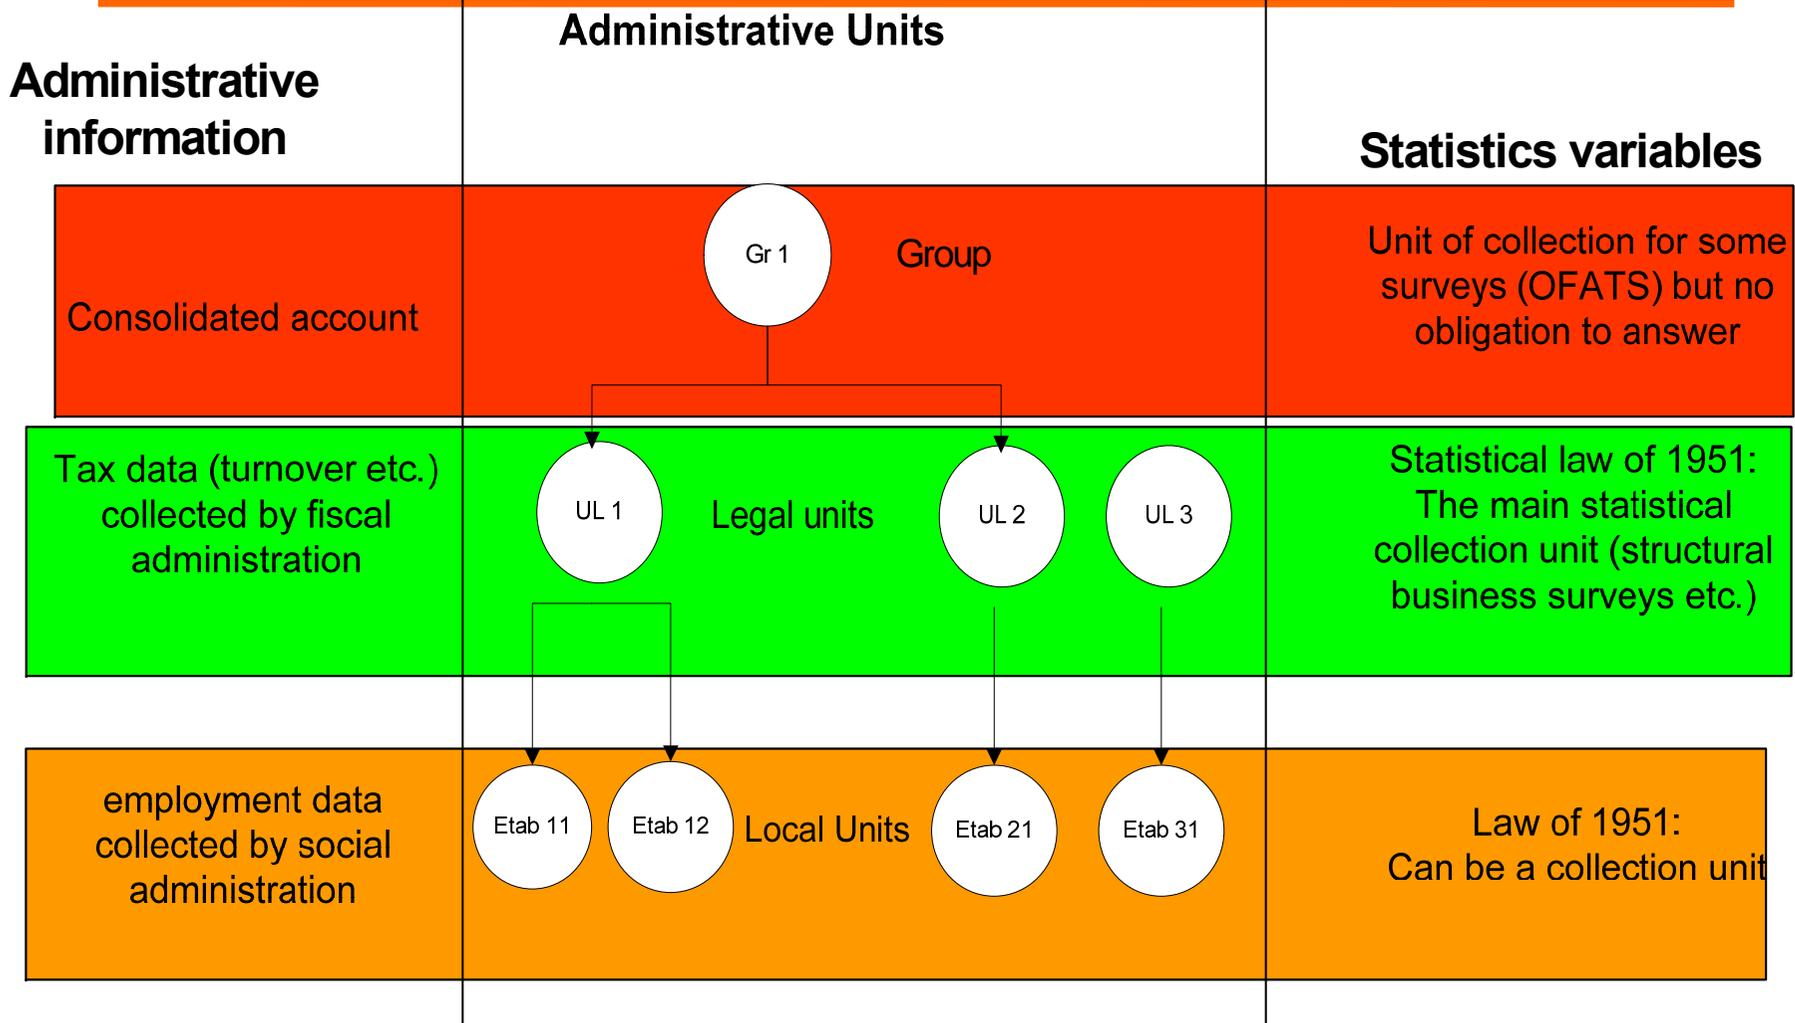 Administrative Units
Administrative
information
Statistics variables
Gr 1
Group
Consolidated account
Unit of collection for some
surveys (OFATS) but no
obligation to answer
Tax data (turnover etc.)
collected by fiscal
administration
UL 1
Legal units
UL 2
UL 3
Statistical law of 1951:
The main statistical
collection unit (structural
business surveys etc.)
employment data
collected by social
administration
Etab 11
Etab 12
Local Units
Etab 21
Etab 31
Law of 1951:
Can be a collection unit